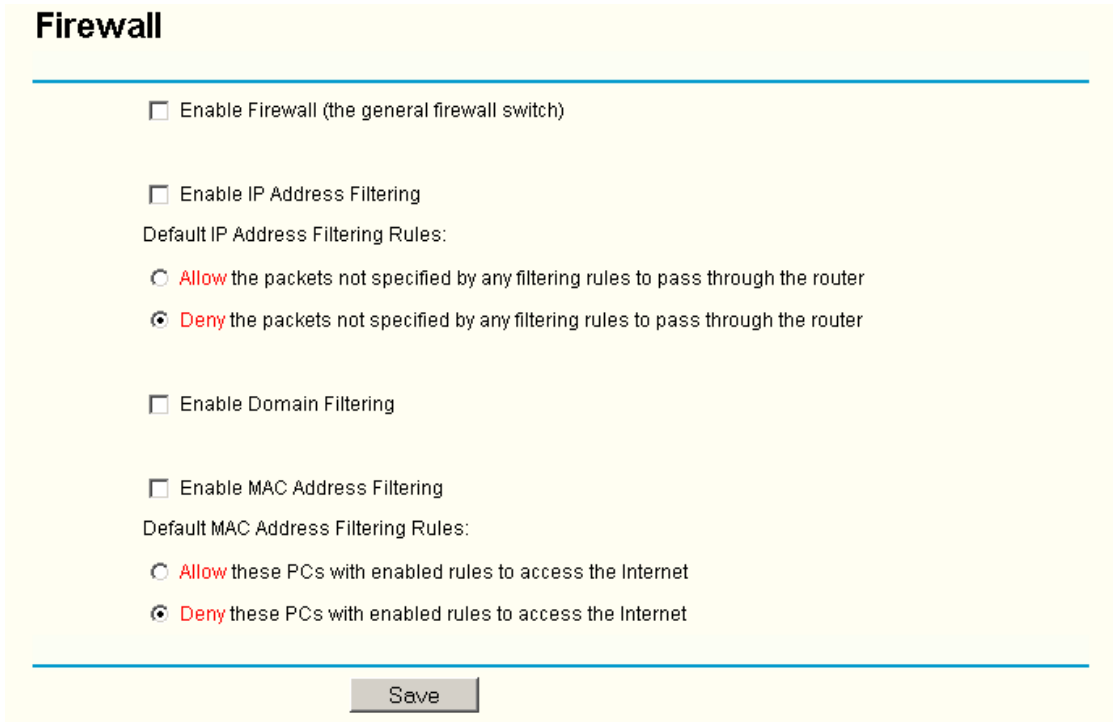 Firewall
Enable Firewall (the general firewall switch)
Enable IP Address Filtering
Default IP Address Filtering Rules:
Allow the packets not specified by any filtering rules to pass through the router
Deny the packets not specified by any filtering rules to pass through the router
Enable Domain Filtering
Enable MAC Address Filtering
Default MAC Address Filtering Rules:
Allow these PCs with enabled rules to access the Internet
Deny these PCs with enabled rules to access the Internet
Save